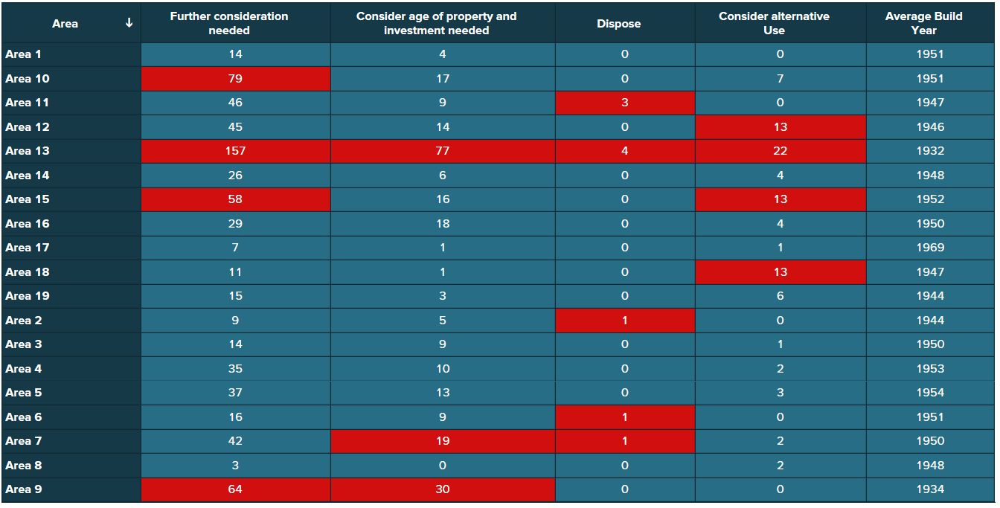 Area ↓ Further consideration needed Consider age of property and investment needed Dispose Consider alternative Use Average Build Year
Area 1 14 4 0 0 1951
Area 10 79 17 0 7 1951
Area 11 46 9 3 0 1947
Area 12 45 14 0 13 1946
Area 13 157 77 4 22 1932
Area 14 26 6 0 4 1948
Area 15 58 16 0 13 1952
Area 16 29 18 0 4 1950
Area 17 7 1 0 1 1969
Area 18 11 1 0 13 1947
Area 19 15 3 0 6 1944
Area 2 9 5 1 0 1944
Area 3 14 9 0 1 1950
Area 4 35 10 0 2 1953
Area 5 37 13 0 3 1954
Area 6 16 9 1 0 1951
Area 7 42 19 1 2 1950
Area 8 3 0 0 2 1948
Area 9 64 30 0 0 1934